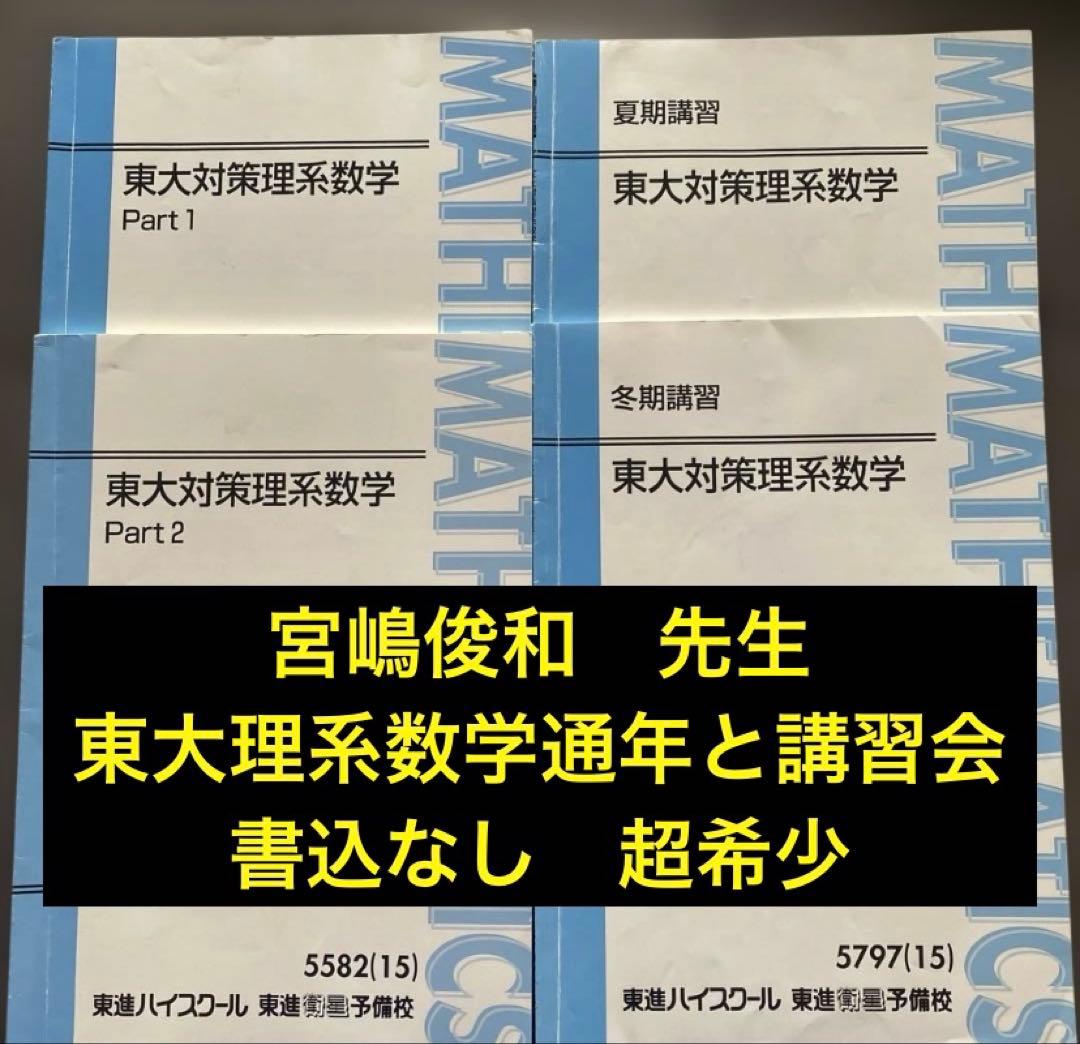 東大対策理系数学
Part 1
MATH
夏期講習
東大対策理系数学
MATH
東大対策理系数学
Part 2
MATH
冬期講習
東大対策理系数学
宮嶋俊和 先生
東大理系数学通年と講習会
書込なし 超希少
5582(15)
東進ハイスクール 東進衛星予備校
ICS
5797(15)
東進ハイスクール 東進衛星予備校
MATHEMATICS